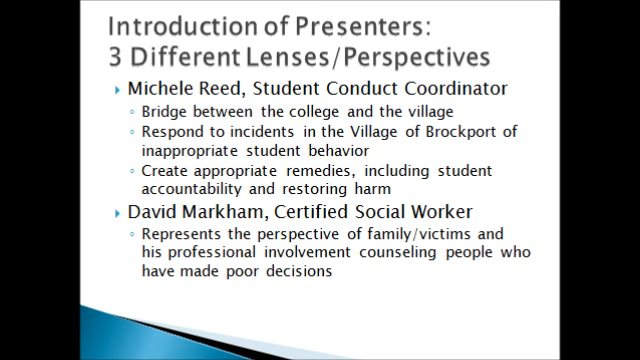 Introduction of Presenters:
3 Different Lenses/Perspectives
Michele Reed, Student Conduct Coordinator
Bridge between the college and the village
Respond to incidents in the Village of Brockport of
inappropriate student behavior
Create appropriate remedies, including student
accountability and restoring harm
David Markham, Certified Social Worker
Represents the perspective of family/victims and
his professional involvement counseling people who
have made poor decisions